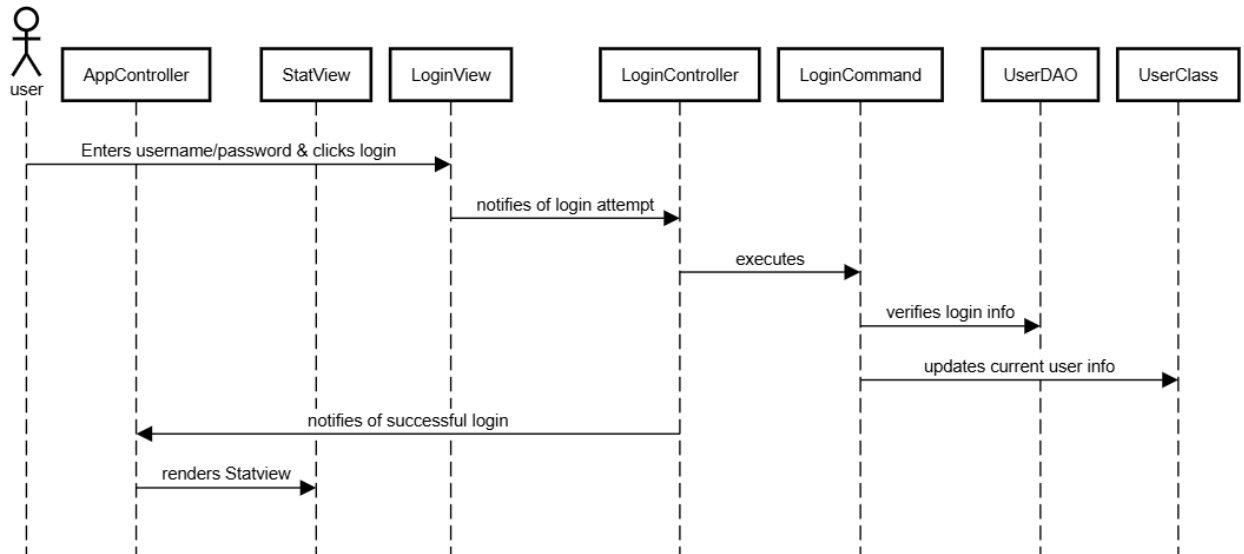 user
AppController
StatView
LoginView
LoginController
LoginCommand
UserDAO
UserClass
Enters username/password & clicks login
notifies of login attempt
executes
verifies login info
updates current user info
notifies of successful login
renders Statview